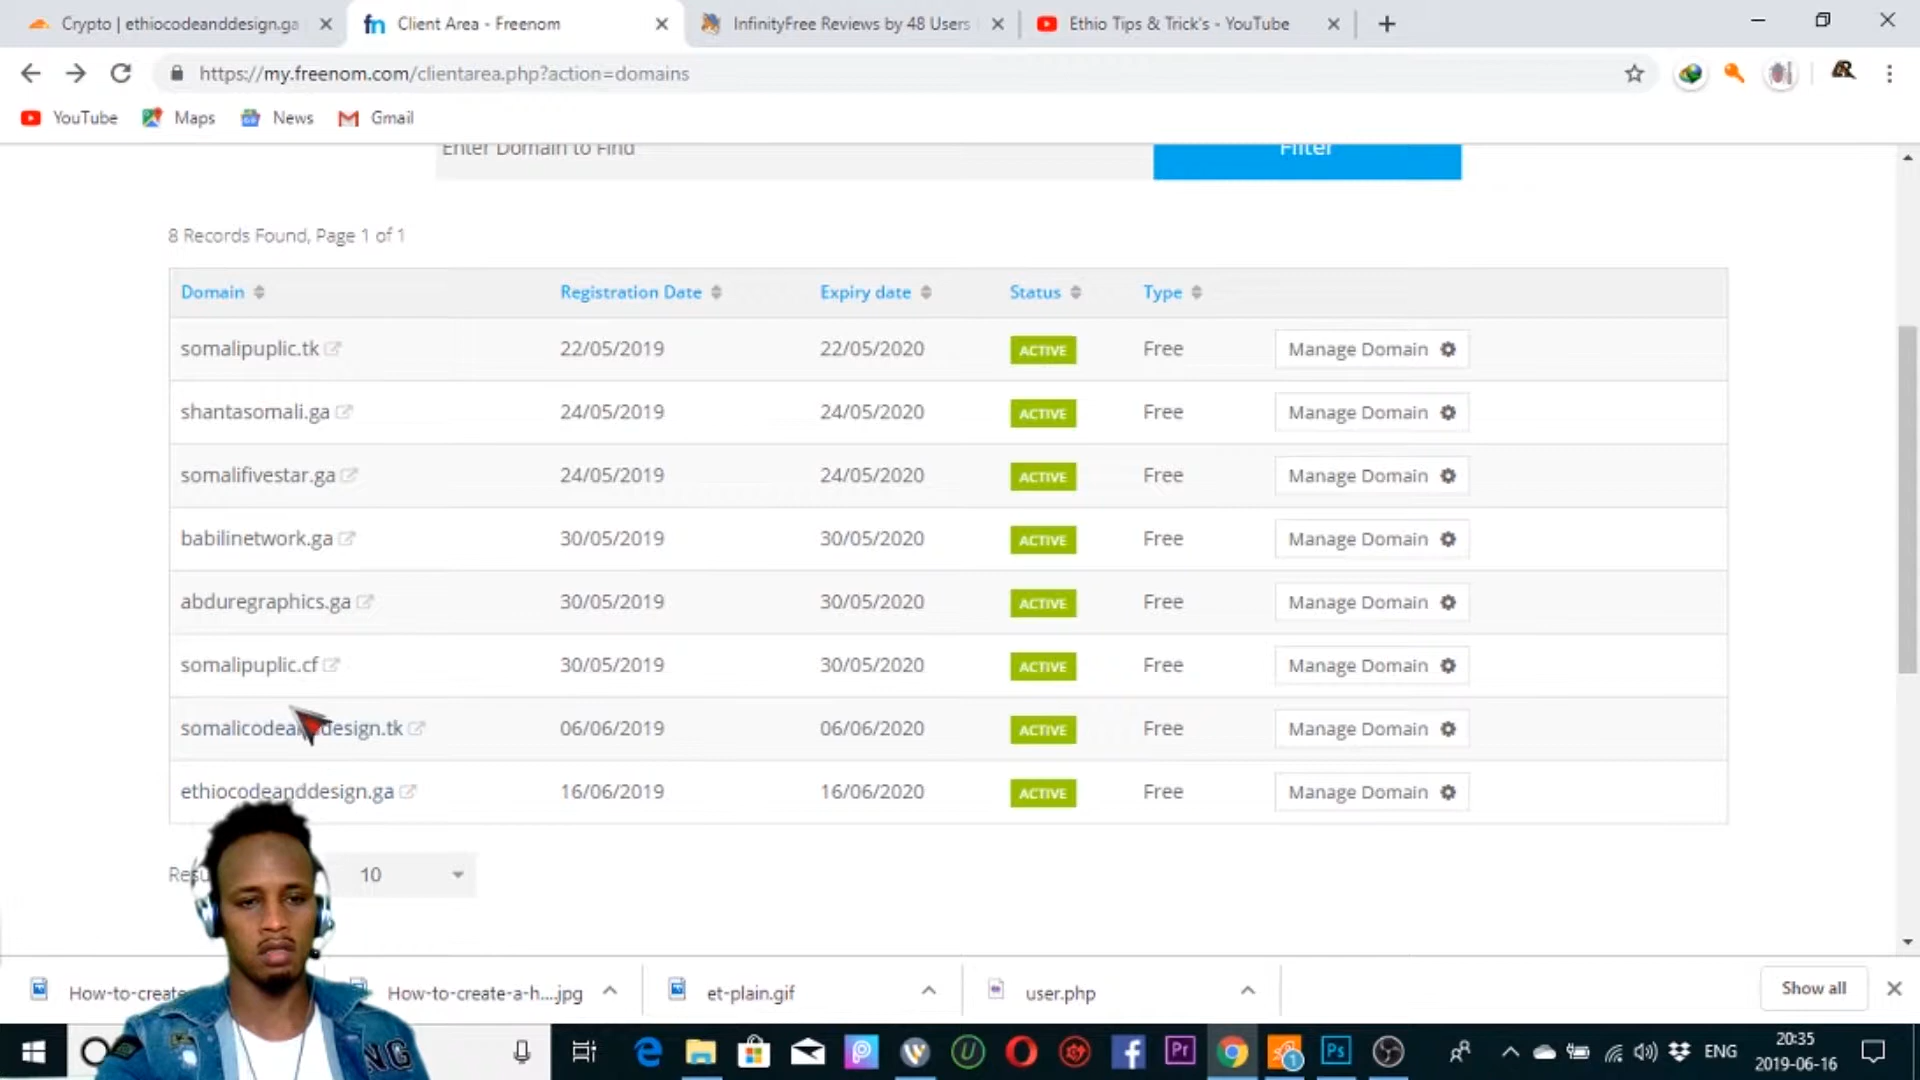 Crypto | ethiocodeanddesign.ga
Client Area - Freenom
InfinityFree Reviews by 48 Users
Ethio Tips & Trick's - YouTube
https://my.freenom.com/clientarea.php?action=domains
YouTube
Maps
News
Gmail
Enter Domain to Find
Filter
8 Records Found, Page 1 of 1
Domain Registration Date Expiry date Status Type
somalipuplic.tk 22/05/2019 22/05/2020 ACTIVE Free Manage Domain
shantasomali.ga 24/05/2019 24/05/2020 ACTIVE Free Manage Domain
somalifivestar.ga 24/05/2019 24/05/2020 ACTIVE Free Manage Domain
babilinetwork.ga 30/05/2019 30/05/2020 ACTIVE Free Manage Domain
abduregraphics.ga 30/05/2019 30/05/2020 ACTIVE Free Manage Domain
somalipuplic.cf 30/05/2019 30/05/2020 ACTIVE Free Manage Domain
somalicodeanddesign.tk 06/06/2019 06/06/2020 ACTIVE Free Manage Domain
ethiocodeanddesign.ga 16/06/2019 16/06/2020 ACTIVE Free Manage Domain
10
How-to-create
How-to-create-a-h....jpg
et-plain.gif
user.php
Show all
ENG
20:35
2019-06-16